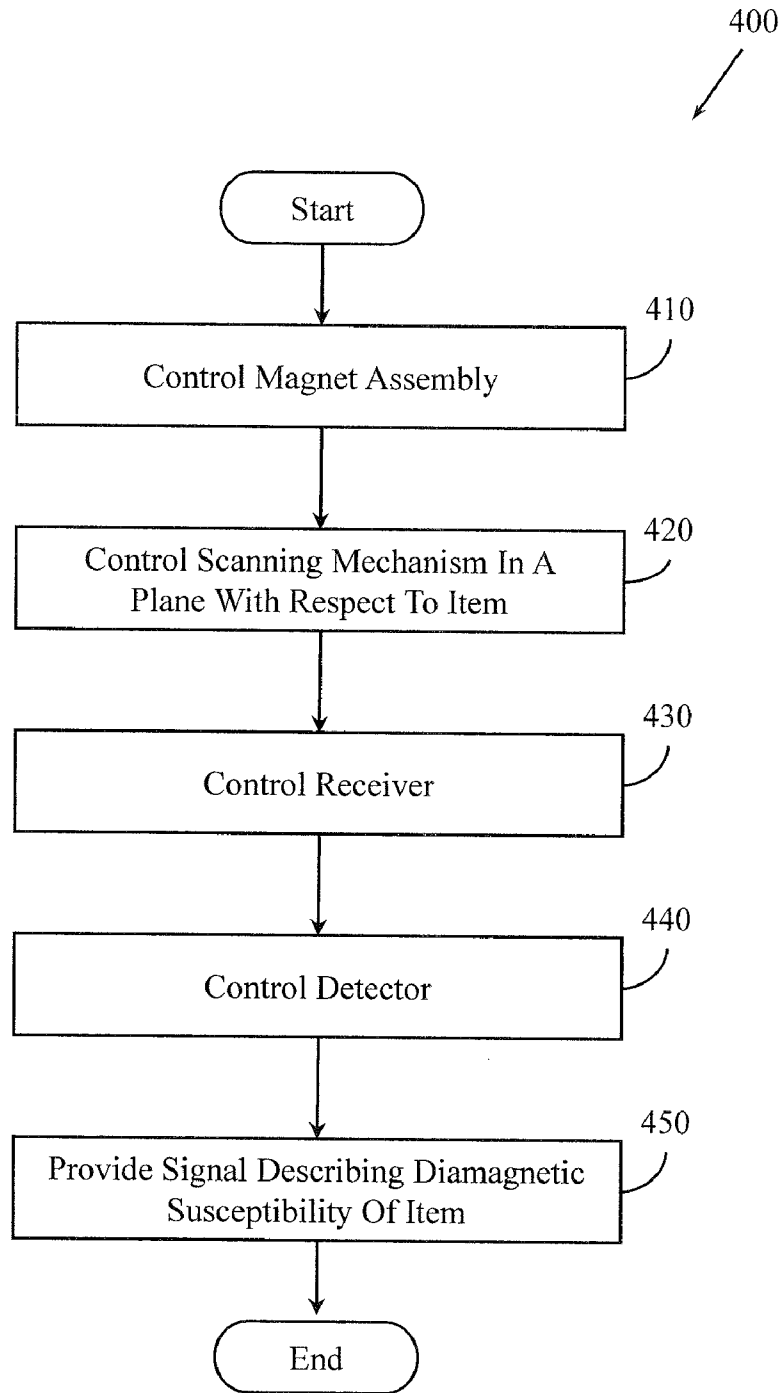 400
Start
410
Control Magnet Assembly
420
Control Scanning Mechanism In A
Plane With Respect To Item
430
Control Receiver
440
Control Detector
450
Provide Signal Describing Diamagnetic
Susceptibility Of Item
End